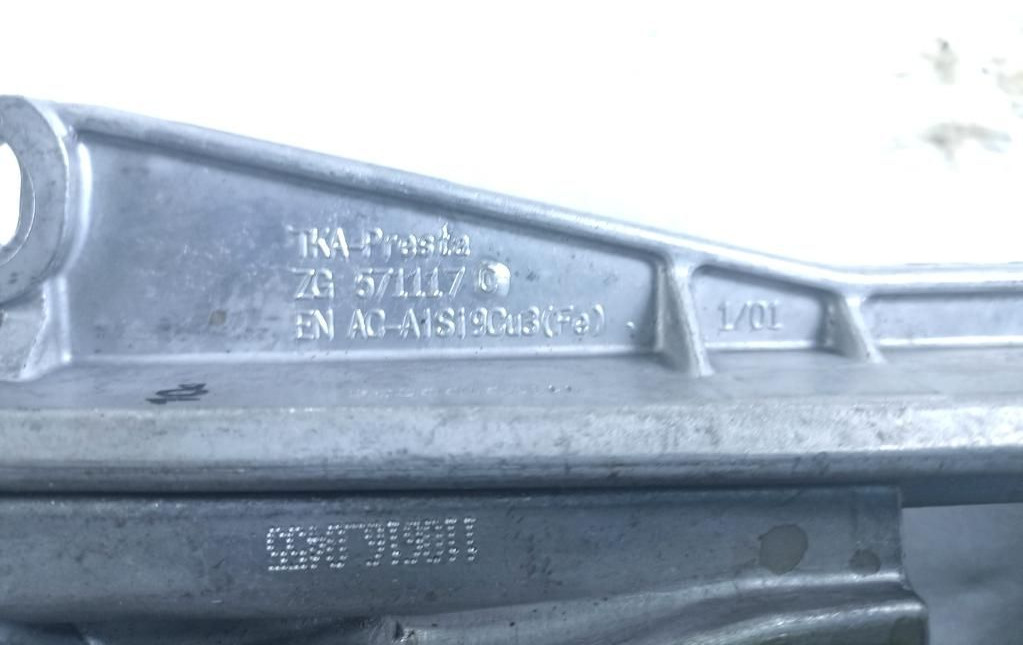 TKA-Presta
ZG 571117 C
EN AC-AlSi9Cu3(Fe)
1/01